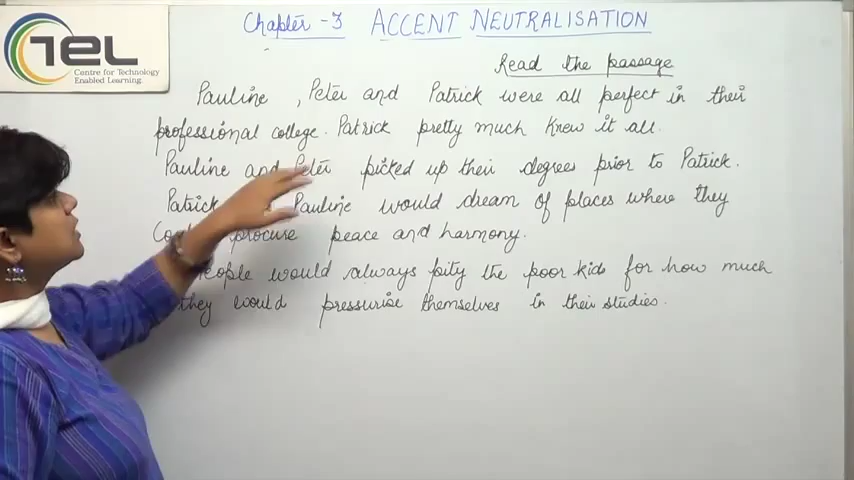 Chapter - 3 ACCENT NEUTRALISATION
TEL
Centre for Technology
Enabled Learning.
Read the passage
Pauline , Peter and Patrick were all perfect in their
professional college. Patrick pretty much knew it all.
Pauline and Peter picked up their degrees prior to Patrick.
Patrick Pauline would dream of places where they
procuse peace and harmony.
People would always pity the poor kids for how much
they would pressurise themselves in their studies.